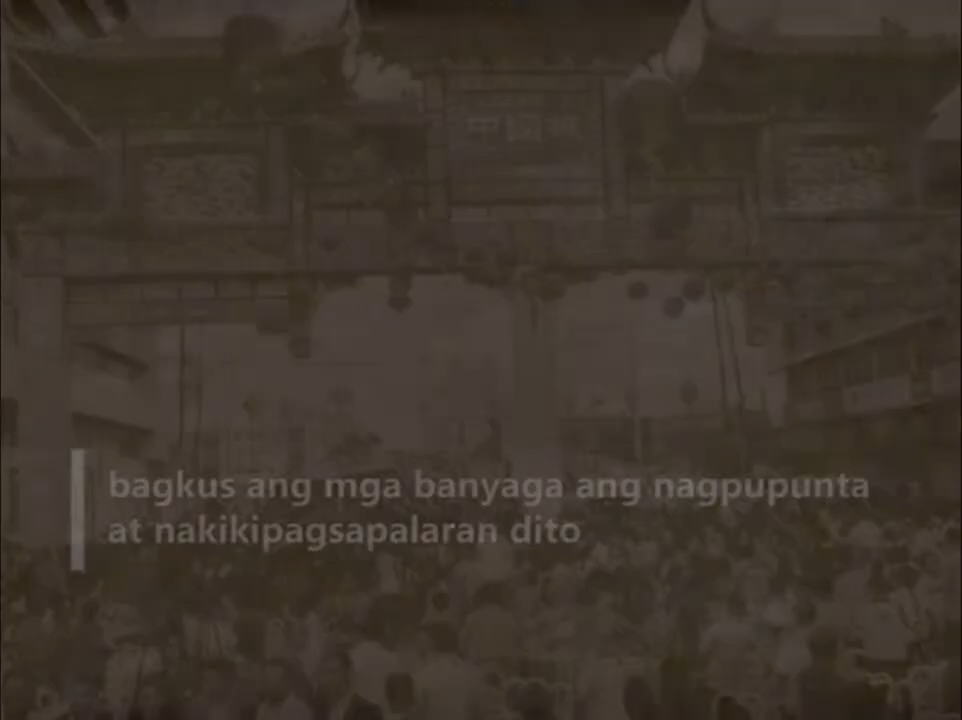 bagkus ang mga banyaga ang nagpupunta
at nakikipagsapalaran dito